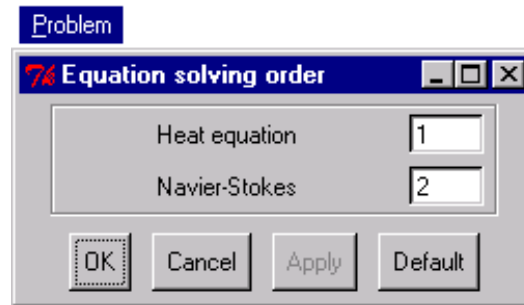 Problem
Equation solving order
Heat equation 1
Navier-Stokes 2
OK Cancel Apply Default